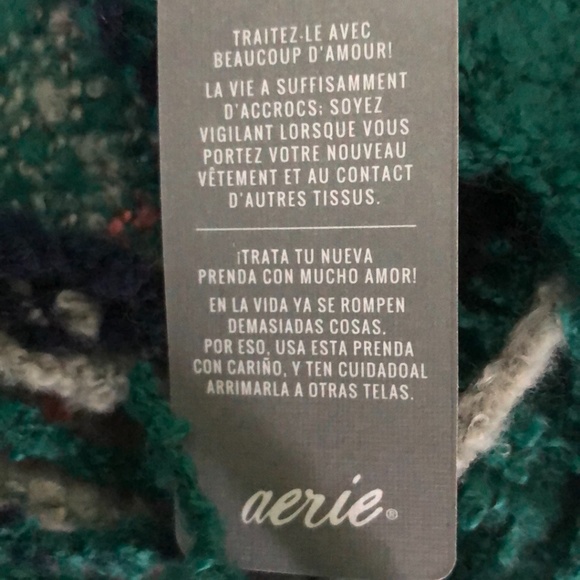 TRAITEZ-LE AVEC
BEAUCOUP D'AMOUR!
LA VIE A SUFFISAMMENT
D'ACCROCS; SOYEZ
VIGILANT LORSQUE VOUS
PORTEZ VOTRE NOUVEAU
VÊTEMENT ET AU CONTACT
D'AUTRES TISSUS.
¡TRATA TU NUEVA
PRENDA CON MUCHO AMOR!
EN LA VIDA YA SE ROMPEN
DEMASIADAS COSAS.
POR ESO, USA ESTA PRENDA
CON CARIÑO, Y TEN CUIDADOAL
ARRIMARLA A OTRAS TELAS.
aerie®